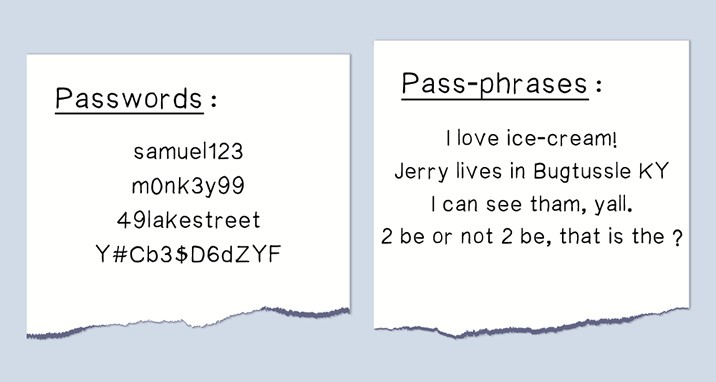 Passwords:
samuel123
m0nk3y99
49lakestreet
Y#Cb3$D6dZYF
Pass-phrases:
I love ice-cream!
Jerry lives in Bugtussle KY
I can see tham, yall.
2 be or not 2 be, that is the ?